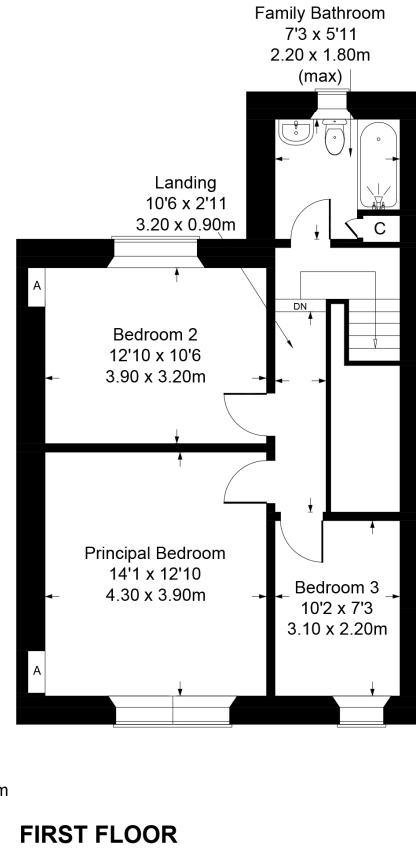 Family Bathroom
7'3 x 5'11
2.20 x 1.80m
(max)
Landing
10'6 x 2'11
3.20 x 0.90m
C
A
DN
Bedroom 2
12'10 x 10'6
3.90 x 3.20m
Principal Bedroom
14'1 x 12'10
4.30 x 3.90m
Bedroom 3
10'2 x 7'3
3.10 x 2.20m
A
m
FIRST FLOOR